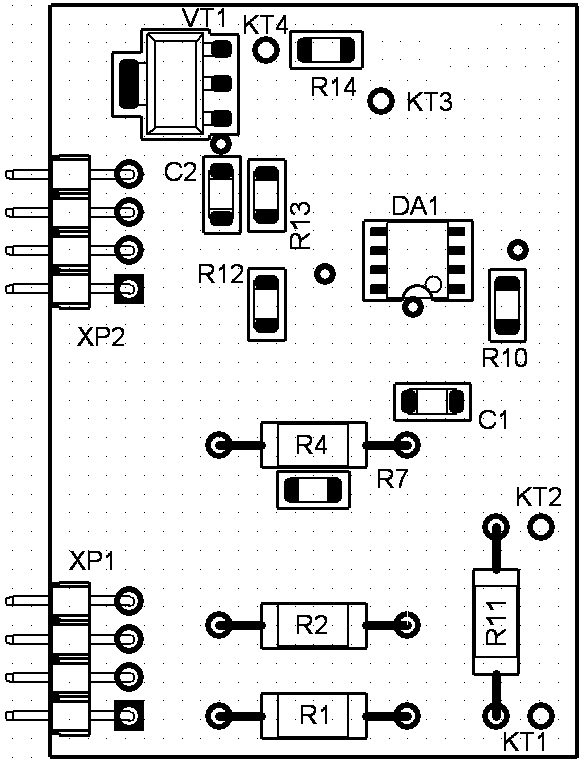 VT1
KT4
R14
KT3
C2
R13
DA1
R12
XP2
R10
C1
R4
R7
KT2
XP1
R2
R11
R1
KT1